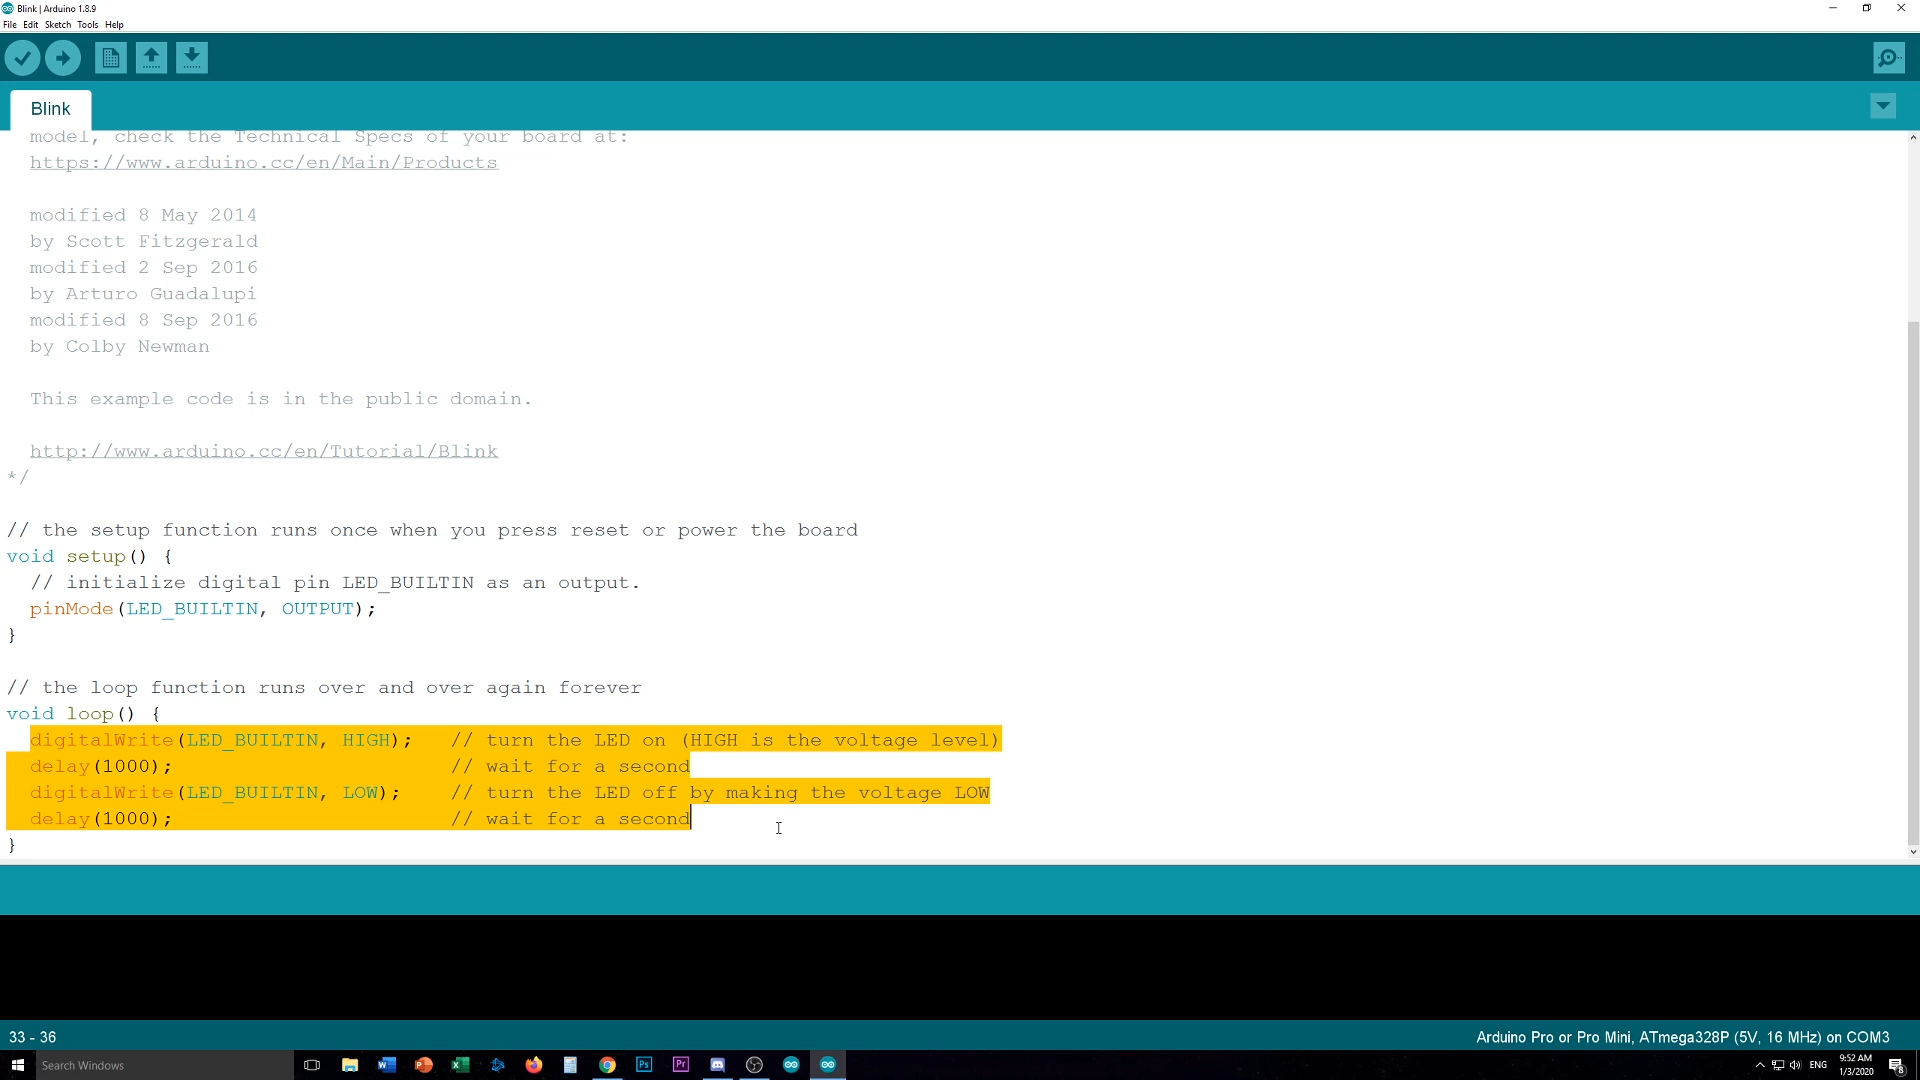 Blink | Arduino 1.8.9
File Edit Sketch Tools Help
Blink
model, check the Technical Specs of your board at:
https://www.arduino.cc/en/Main/Products
modified 8 May 2014
by Scott Fitzgerald
modified 2 Sep 2016
by Arturo Guadalupi
modified 8 Sep 2016
by Colby Newman
This example code is in the public domain.
http://www.arduino.cc/en/Tutorial/Blink
*/
// the setup function runs once when you press reset or power the board
void setup() {
// initialize digital pin LED_BUILTIN as an output.
pinMode(LED_BUILTIN, OUTPUT);
}
// the loop function runs over and over again forever
void loop() {
digitalWrite(LED_BUILTIN, HIGH);   // turn the LED on (HIGH is the voltage level)
delay(1000);                       // wait for a second
digitalWrite(LED_BUILTIN, LOW);    // turn the LED off by making the voltage LOW
delay(1000);                       // wait for a second
}
33 - 36
Arduino Pro or Pro Mini, ATmega328P (5V, 16 MHz) on COM3
Search Windows
Ps
Pr
ENG
9:52 AM
1/3/2020
8